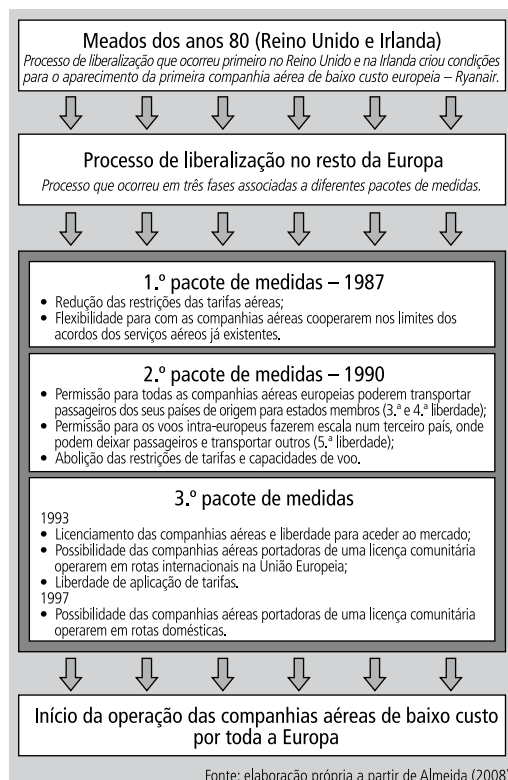 Meados dos anos 80 (Reino Unido e Irlanda)
Processo de liberalização que ocorreu primeiro no Reino Unido e na Irlanda criou condições
para o aparecimento da primeira companhia aérea de baixo custo europeia – Ryanair.
Processo de liberalização no resto da Europa
Processo que ocorreu em três fases associadas a diferentes pacotes de medidas.
1.º pacote de medidas – 1987
• Redução das restrições das tarifas aéreas;
• Flexibilidade para com as companhias aéreas cooperarem nos limites dos
acordos dos serviços aéreos já existentes.
2.º pacote de medidas – 1990
• Permissão para todas as companhias aéreas europeias poderem transportar
passageiros dos seus países de origem para estados membros (3.ª e 4.ª liberdade);
• Permissão para os voos intra-europeus fazerem escala num terceiro país, onde
podem deixar passageiros e transportar outros (5.ª liberdade);
• Abolição das restrições de tarifas e capacidades de voo.
3.º pacote de medidas
1993
• Licenciamento das companhias aéreas e liberdade para aceder ao mercado;
• Possibilidade das companhias aéreas portadoras de uma licença comunitária
operarem em rotas internacionais na União Europeia;
• Liberdade de aplicação de tarifas.
1997
• Possibilidade das companhias aéreas portadoras de uma licença comunitária
operarem em rotas domésticas.
Início da operação das companhias aéreas de baixo custo
por toda a Europa
Fonte: elaboração própria a partir de Almeida (2008)